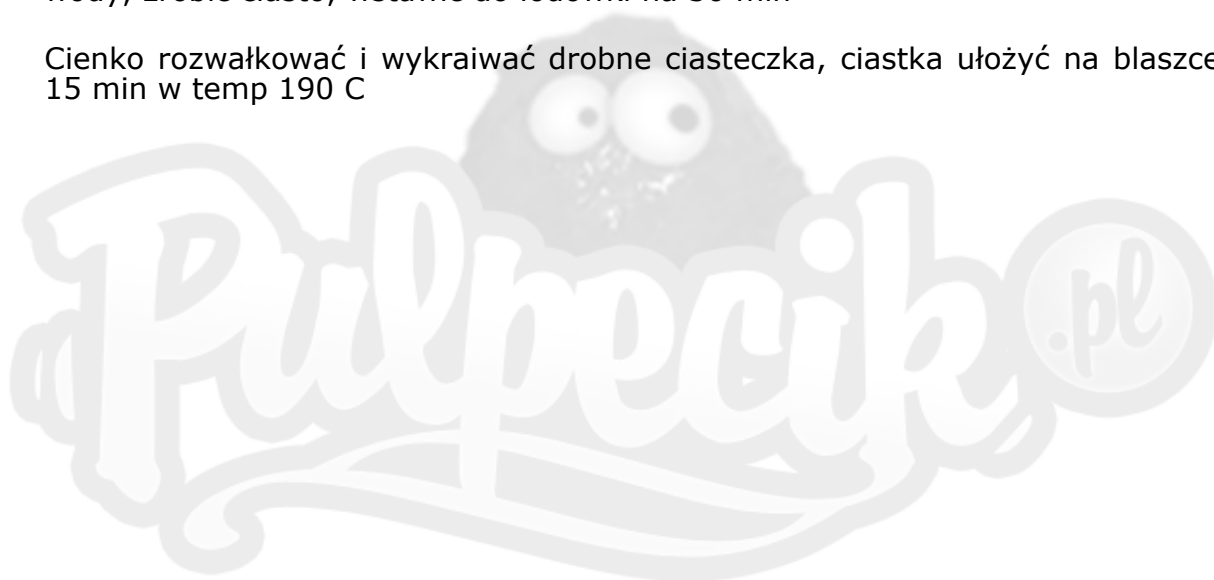 Cienko rozwałkować i wykraiwać drobne ciasteczka, ciastka ułożyć na blaszce
15 min w temp 190 C
Pulpecik .pl